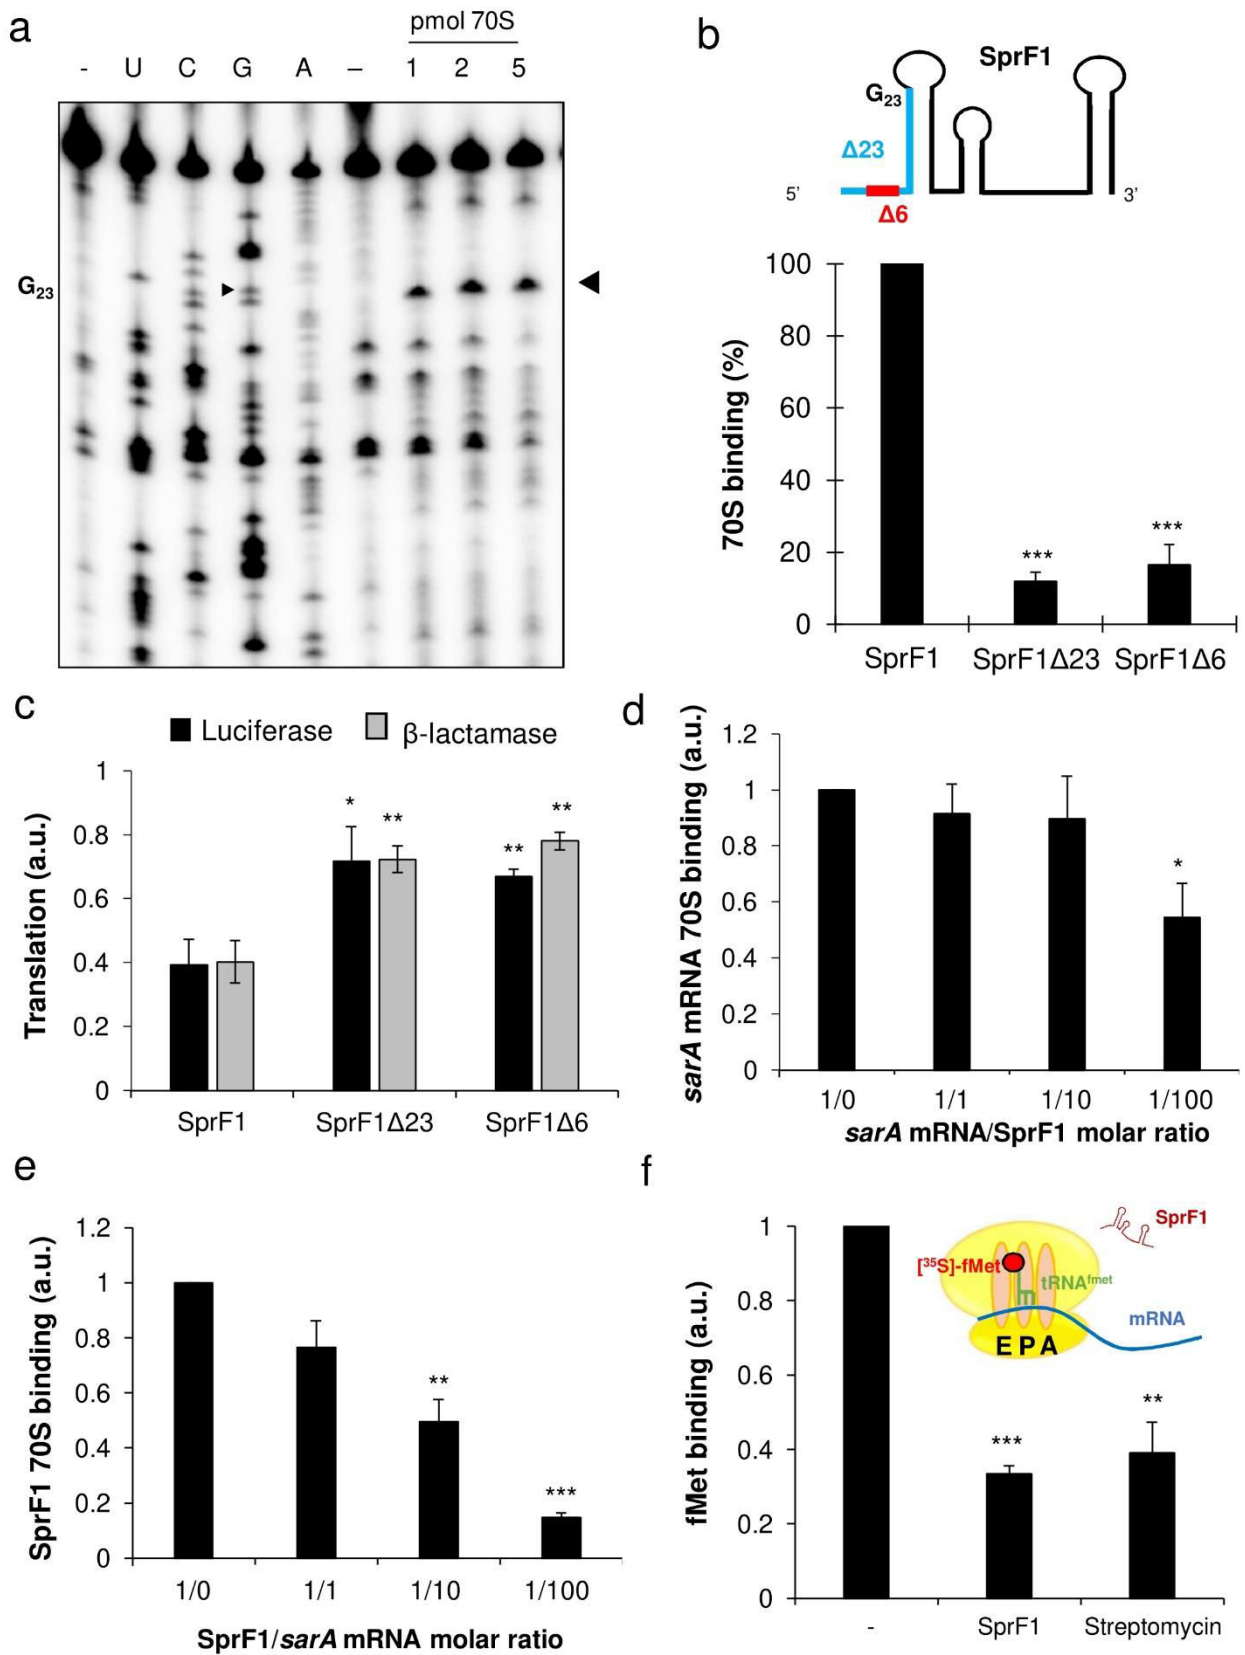 a
pmol 70S
- U C G A – 1 2 5
G23
b
SprF1
G23
Δ23
5’
3’
Δ6
70S binding (%)
100
80
60
40
20
0
***
***
SprF1 SprF1Δ23 SprF1Δ6
c
Luciferase β-lactamase
Translation (a.u.)
1
0.8
0.6
0.4
0.2
0
*
**
**
**
SprF1 SprF1Δ23 SprF1Δ6
d
sarA mRNA 70S binding (a.u.)
1.2
1
0.8
0.6
0.4
0.2
0
*
1/0 1/1 1/10 1/100
sarA mRNA/SprF1 molar ratio
e
SprF1 70S binding (a.u.)
1.2
1
0.8
0.6
0.4
0.2
0
**
***
1/0 1/1 1/10 1/100
SprF1/sarA mRNA molar ratio
f
fMet binding (a.u.)
1
0.8
0.6
0.4
0.2
0
SprF1
[35S]-fMet
tRNAfmet
mRNA
E P A
***
**
- SprF1 Streptomycin